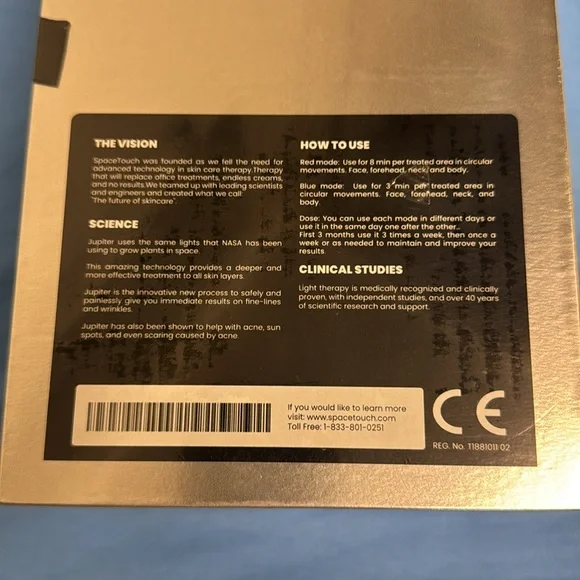 THE VISION
SpaceTouch was founded as we fell the need for
advanced technology in skin care therapy.Therapy
that will replace office treatments, endless creams,
and no results.We teamed up with leading scientists
and engineers and created what we call:
"The future of skincare".
SCIENCE
Jupiter uses the same lights that NASA has been
using to grow plants in space.
This amazing technology provides a deeper and
more effective treatment to all skin layers.
Jupiter is the innovative new process to safely and
painlessly give you immediate results on fine-lines
and wrinkles.
Jupiter has also been shown to help with acne, sun
spots, and even scaring caused by acne.
HOW TO USE
Red mode: Use for 8 min per treated area in circular
movements. Face, forehead, neck, and body.
Blue mode: Use for 3 min per treated area in
circular movements. Face, forehead, neck, and
body.
Dose: You can use each mode in different days or
use it in the same day one after the other...
First 3 months use it 3 times a week, then once a
week or as needed to maintain and improve your
results.
CLINICAL STUDIES
Light therapy is medically recognized and clinically
proven, with independent studies, and over 40 years
of scientific research and support.
If you would like to learn more
visit: www.spacetouch.com
Toll Free: 1-833-801-0251
CE
REG. No. T1881011 02